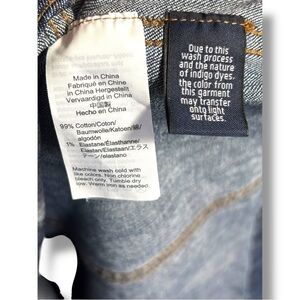 Made in China
Fabriqué en Chine
In China Hergestellt
Vervaardigd in China
中国製
Hecho en China
99% Cotton/Coton/
Baumwolle/Katoen/綿/
algodón
1% Elastane/Élasthanne/
Elastan/Elastaan/エラス
テーン/elastano
Machine wash cold with
like colors. Non chlorine
bleach only. Tumble dry
low. Warm iron as needed.
Due to this
wash process
and the nature
of indigo dyes,
the color from
this garment
may transfer
onto light
surfaces.